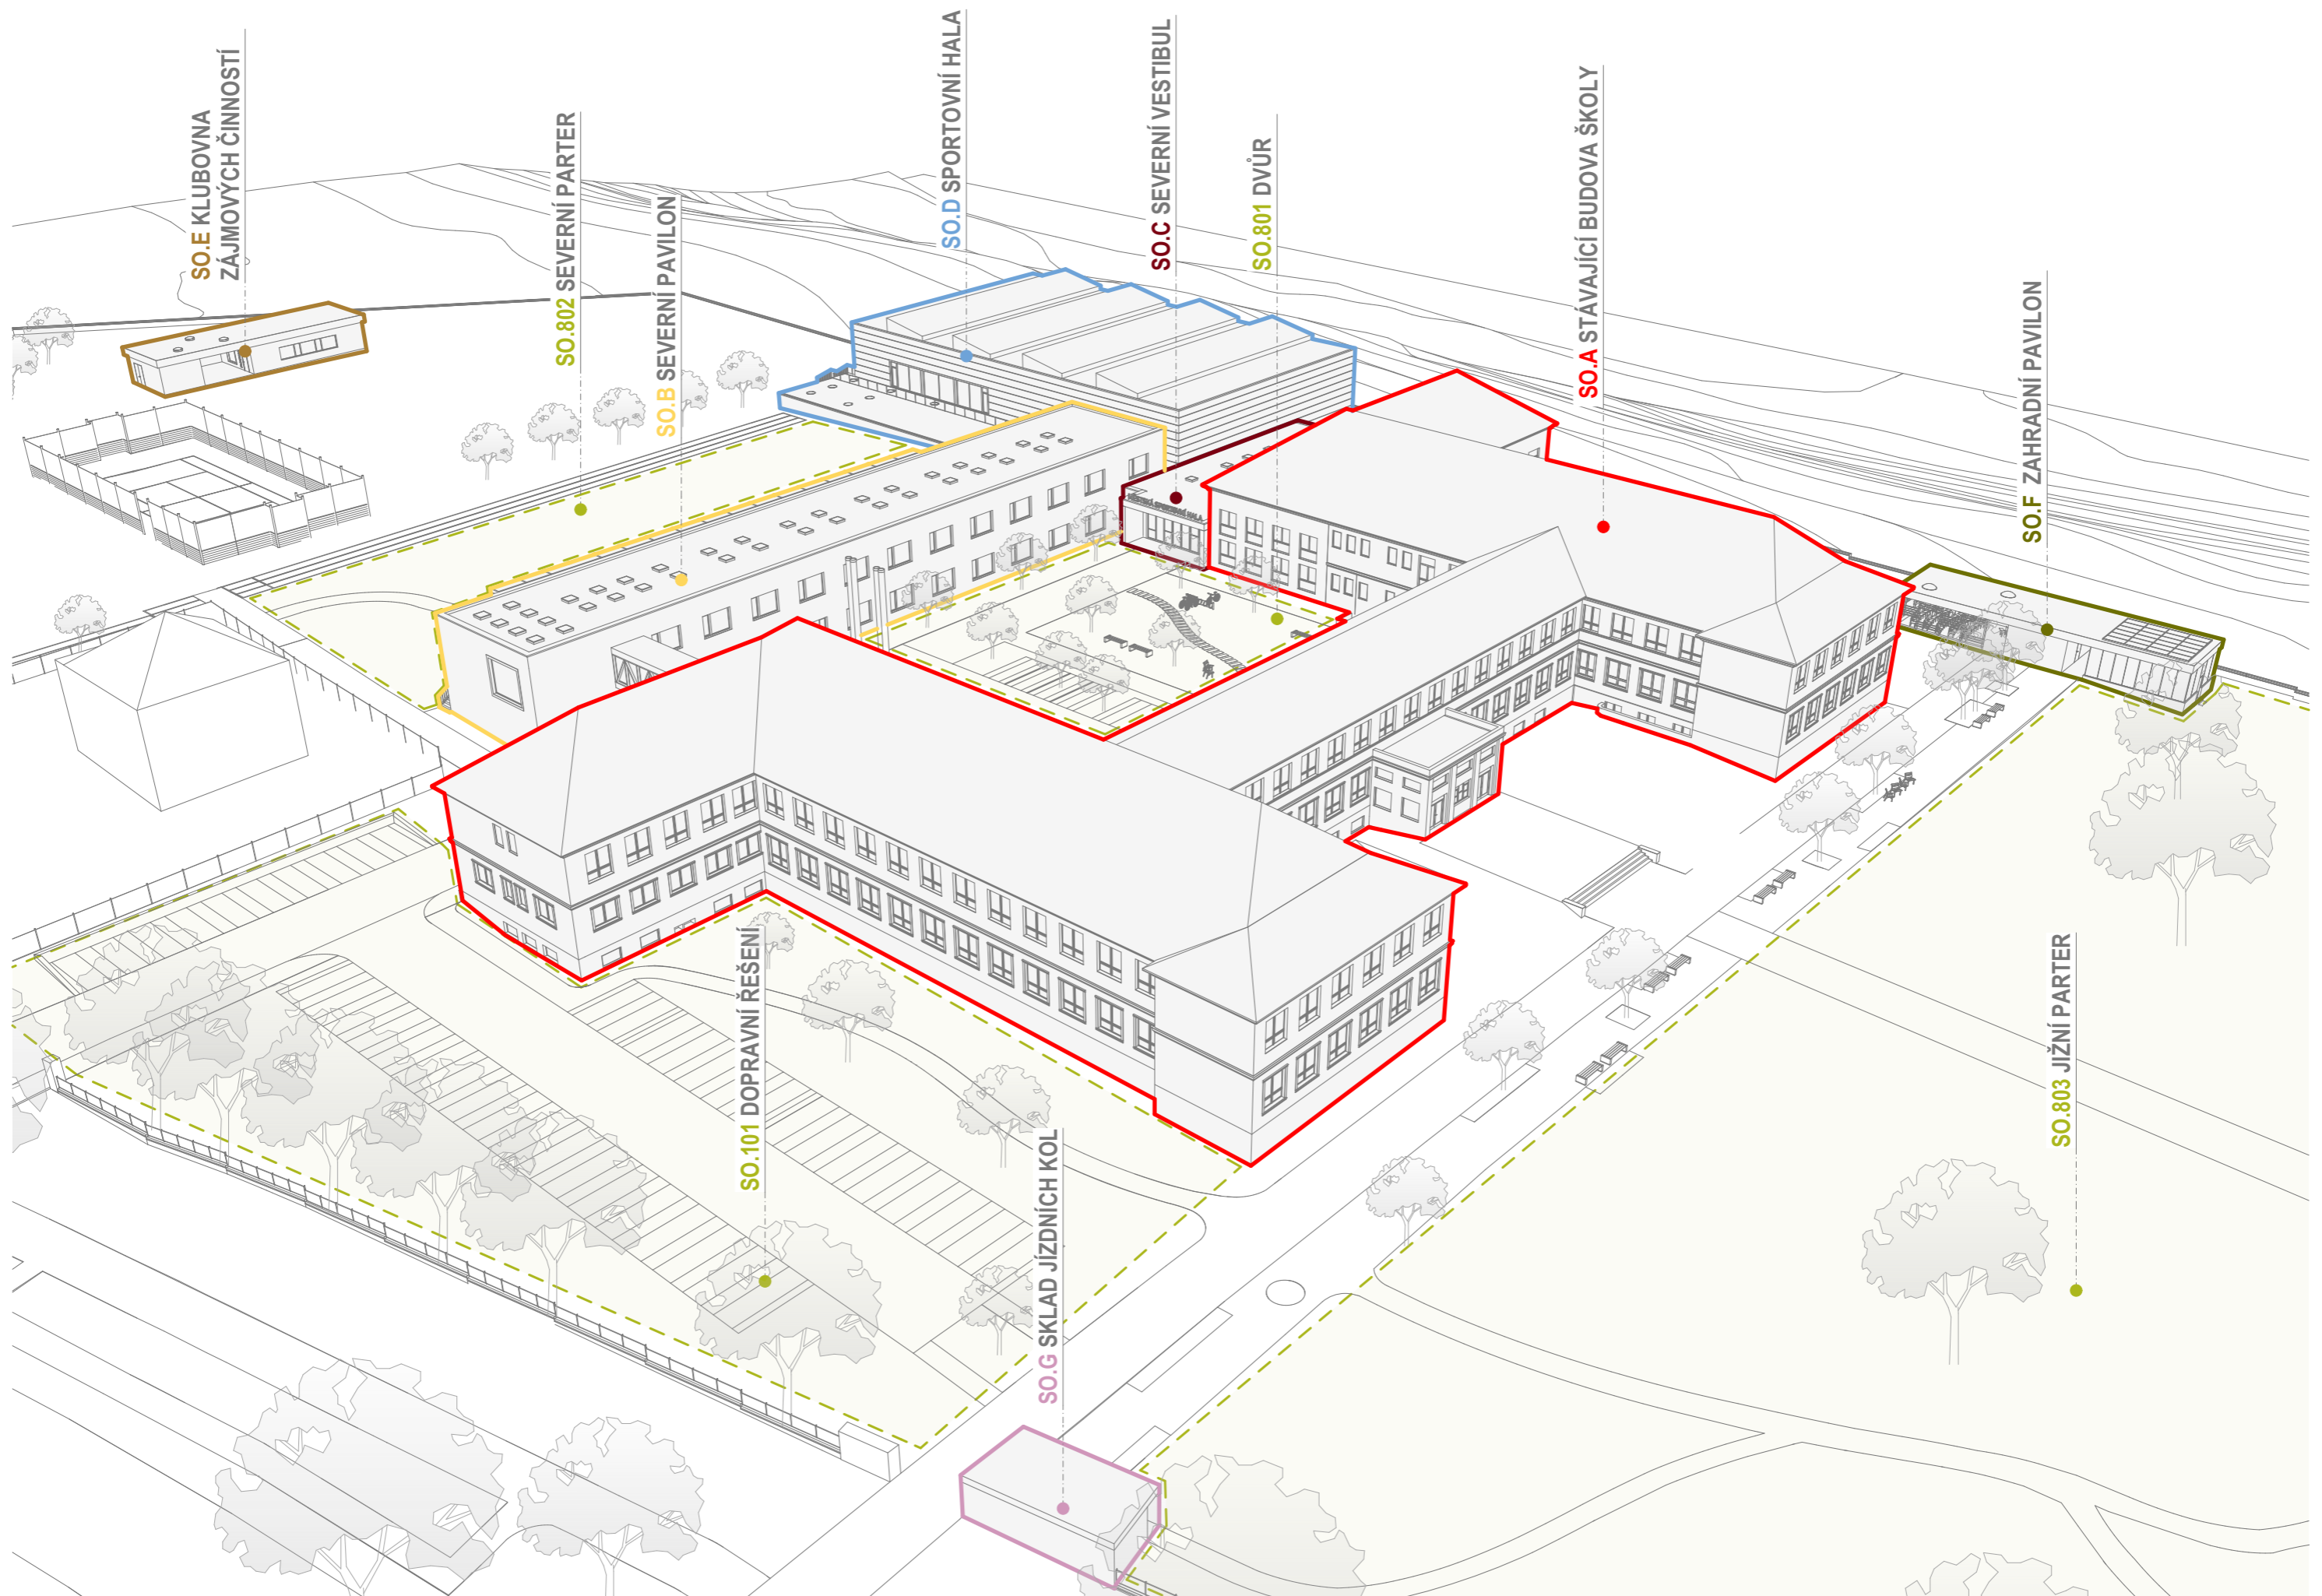 SO.E KLUBOVNA
ZÁJMOVÝCH ČINNOSTÍ
SO.802 SEVERNÍ PARTER
SO.B SEVERNÍ PAVILON
SO.D SPORTOVNÍ HALA
SO.C SEVERNÍ VESTIBUL
SO.801 DVŮR
SO.A STÁVAJÍCÍ BUDOVA ŠKOLY
SO.F ZAHRADNÍ PAVILON
SPORTOVNÍ HALA
SO.101 DOPRAVNÍ ŘEŠENÍ
SO.G SKLAD JÍZDNÍCH KOL
SO.803 JIŽNÍ PARTER